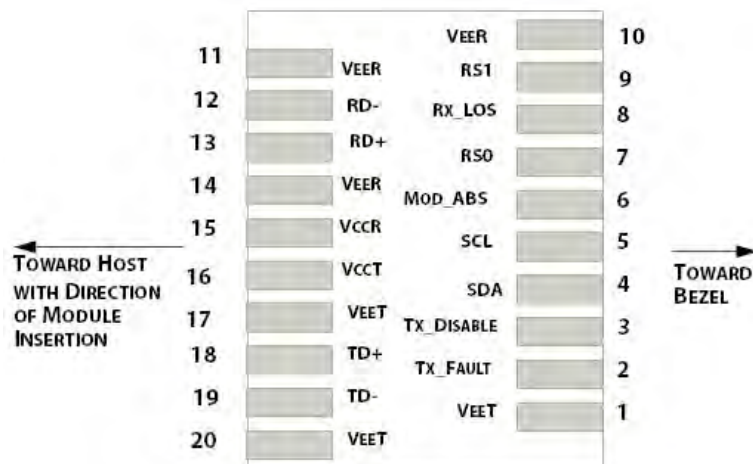 11 VEER
12 RD-
13 RD+
14 VEER
15 VCCR
16 VCCT
17 VEET
18 TD+
19 TD-
20 VEET
TOWARD HOST
WITH DIRECTION
OF MODULE
INSERTION
VEER 10
RS1 9
RX_LOS 8
RS0 7
MOD_ABS 6
SCL 5
SDA 4
TX_DISABLE 3
TX_FAULT 2
VEET 1
TOWARD
BEZEL